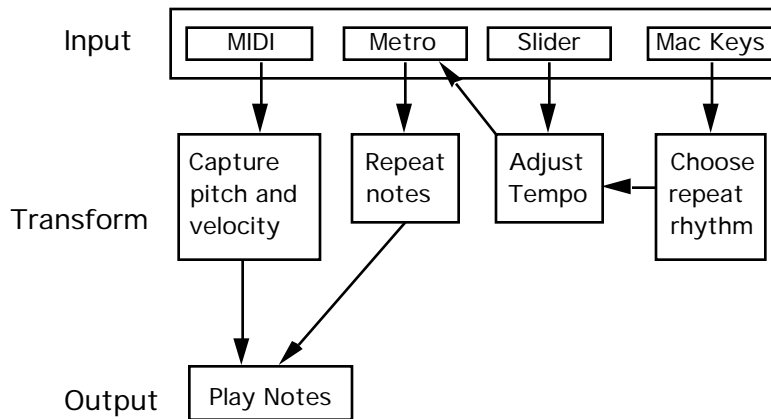 Input
MIDI
Metro
Slider
Mac Keys
Transform
Capture
pitch and
velocity
Repeat
notes
Adjust
Tempo
Choose
repeat
rhythm
Output
Play Notes